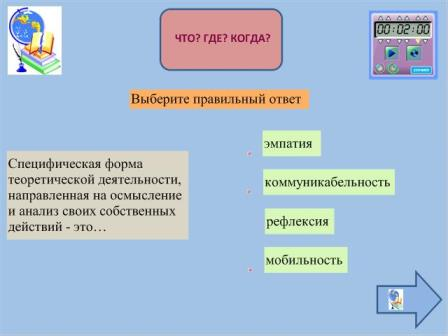 ЧТО? ГДЕ? КОГДА?
00:02:00
Выберите правильный ответ
Специфическая форма
теоретической деятельности,
направленная на осмысление
и анализ своих собственных
действий - это…
эмпатия
коммуникабельность
рефлексия
мобильность